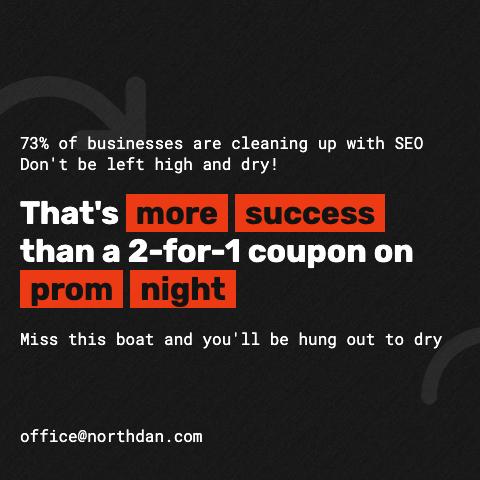 73% of businesses are cleaning up with SEO
Don't be left high and dry!
That's more success
than a 2-for-1 coupon on
prom night
Miss this boat and you'll be hung out to dry
office@northdan.com